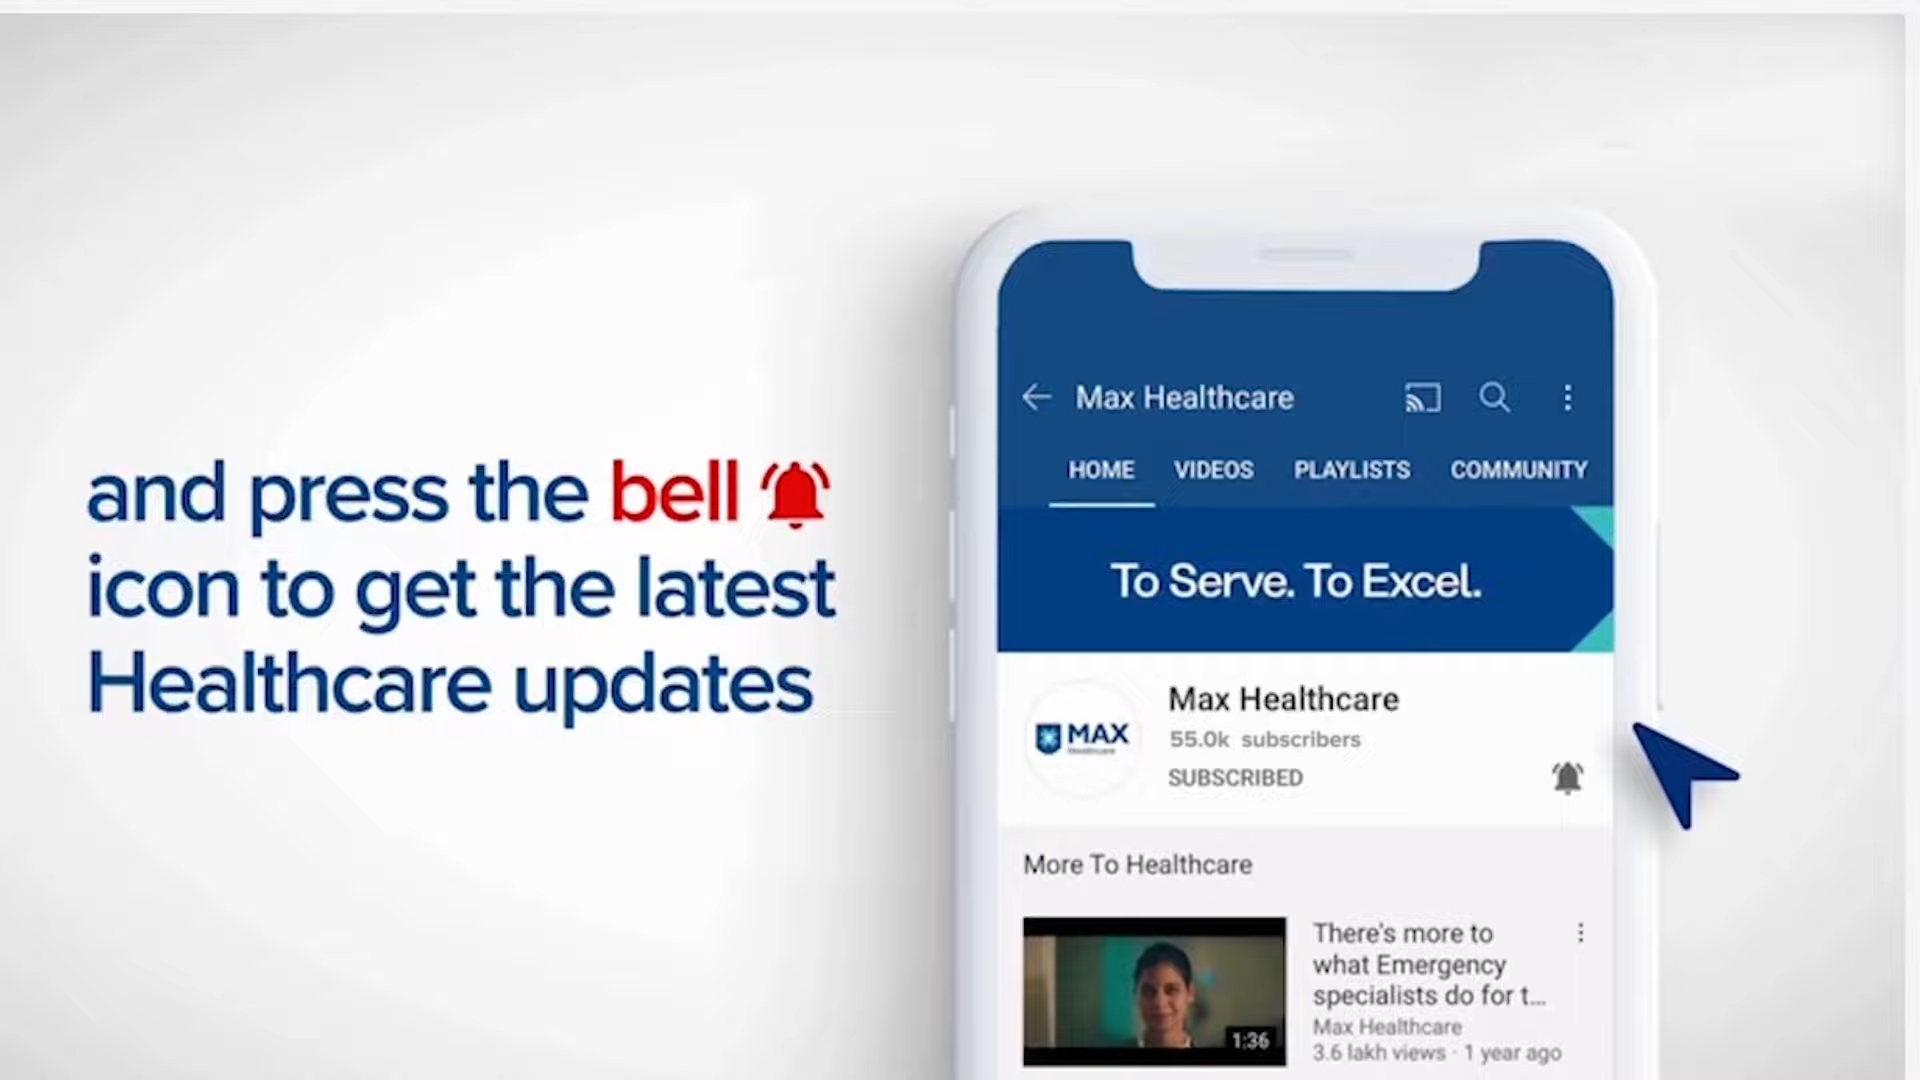 and press the bell
icon to get the latest
Healthcare updates
Max Healthcare
HOME VIDEOS PLAYLISTS COMMUNITY
To Serve. To Excel.
MAX
Healthcare
Max Healthcare
55.0k subscribers
SUBSCRIBED
More To Healthcare
There's more to
what Emergency
specialists do for t...
Max Healthcare
3.6 lakh views · 1 year ago
1:36